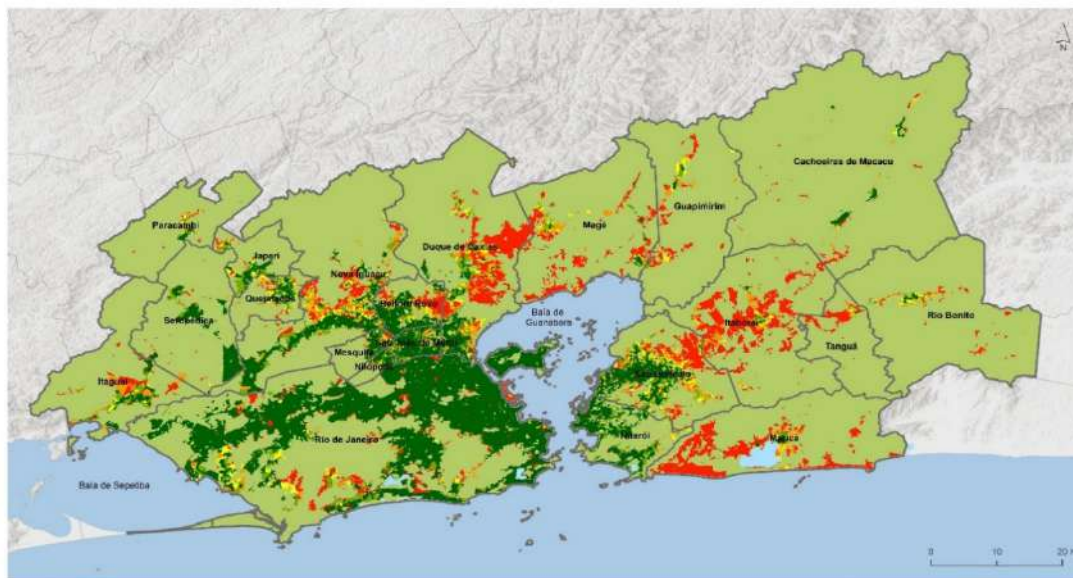 N
Cachoeiras de Macacu
Paracambi
Guapimirim
Magé
Japeri
Duque de Caxias
Nova Iguaçu
Queimados
Belford Roxo
Seropédica
Baía de
Guanabara
Itaboraí
Rio Bonito
São João de Meriti
Tanguá
Mesquita
Nilópolis
São Gonçalo
Itaguaí
Rio de Janeiro
Niterói
Maricá
Baía de Sepetiba
0 10 20